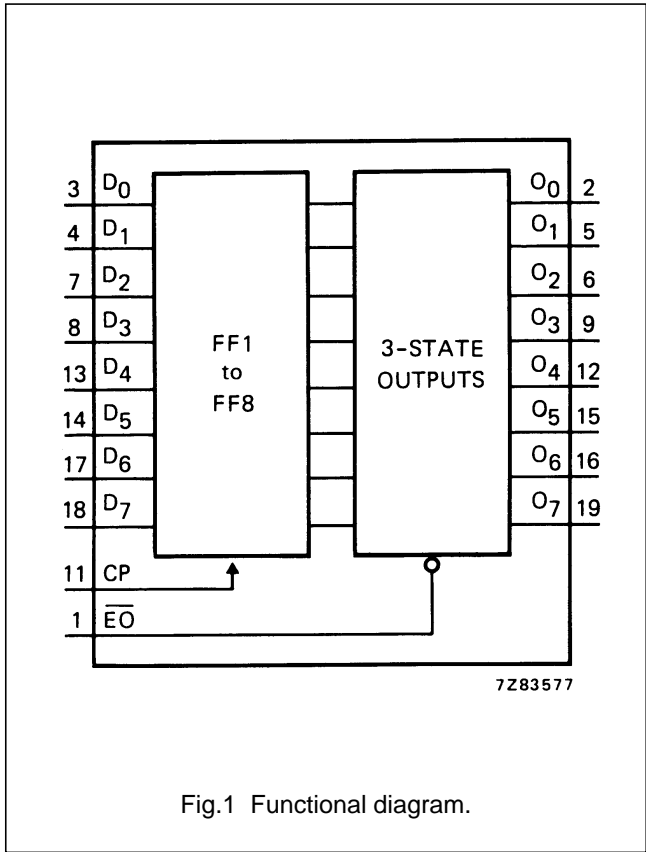 3 D0 O0 2
4 D1 O1 5
7 D2 O2 6
8 D3 O3 9
FF1
to
FF8
3-STATE
OUTPUTS
13 D4 O4 12
14 D5 O5 15
17 D6 O6 16
18 D7 O7 19
11 CP
1 E̅O̅
7Z83577
Fig.1 Functional diagram.